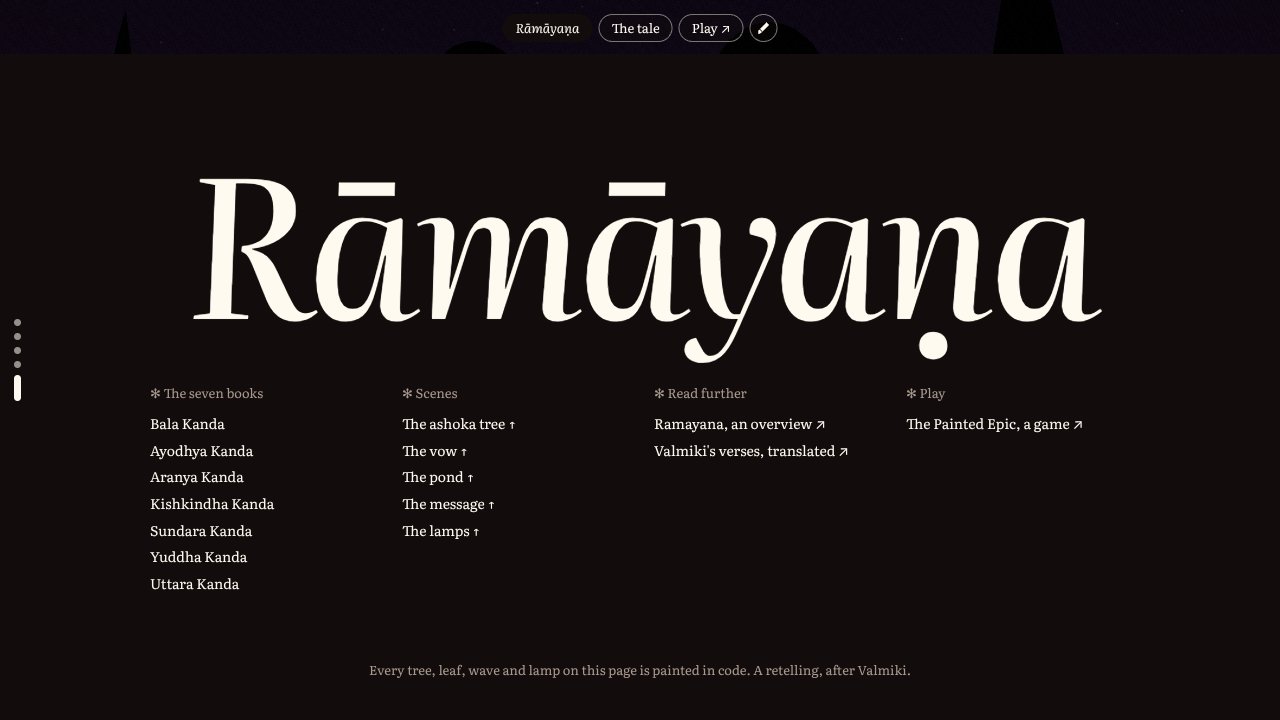 Rāmāyaṇa
The tale
Play ↗
Rāmāyaṇa
✻ The seven books
Bala Kanda
Ayodhya Kanda
Aranya Kanda
Kishkindha Kanda
Sundara Kanda
Yuddha Kanda
Uttara Kanda
✻ Scenes
The ashoka tree ↑
The vow ↑
The pond ↑
The message ↑
The lamps ↑
✻ Read further
Ramayana, an overview ↗
Valmiki's verses, translated ↗
✻ Play
The Painted Epic, a game ↗
Every tree, leaf, wave and lamp on this page is painted in code. A retelling, after Valmiki.